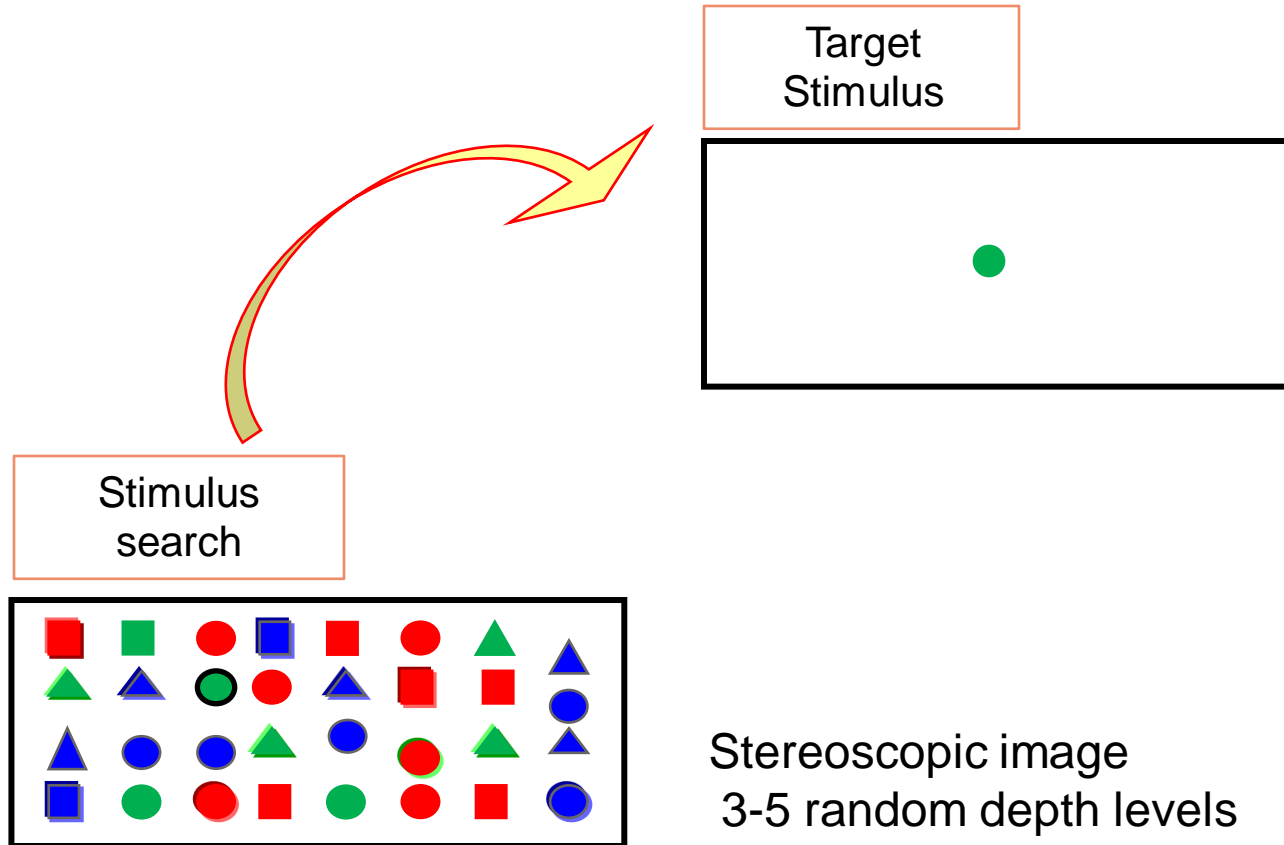 Target
Stimulus
Stimulus
search
Stereoscopic image
3-5 random depth levels